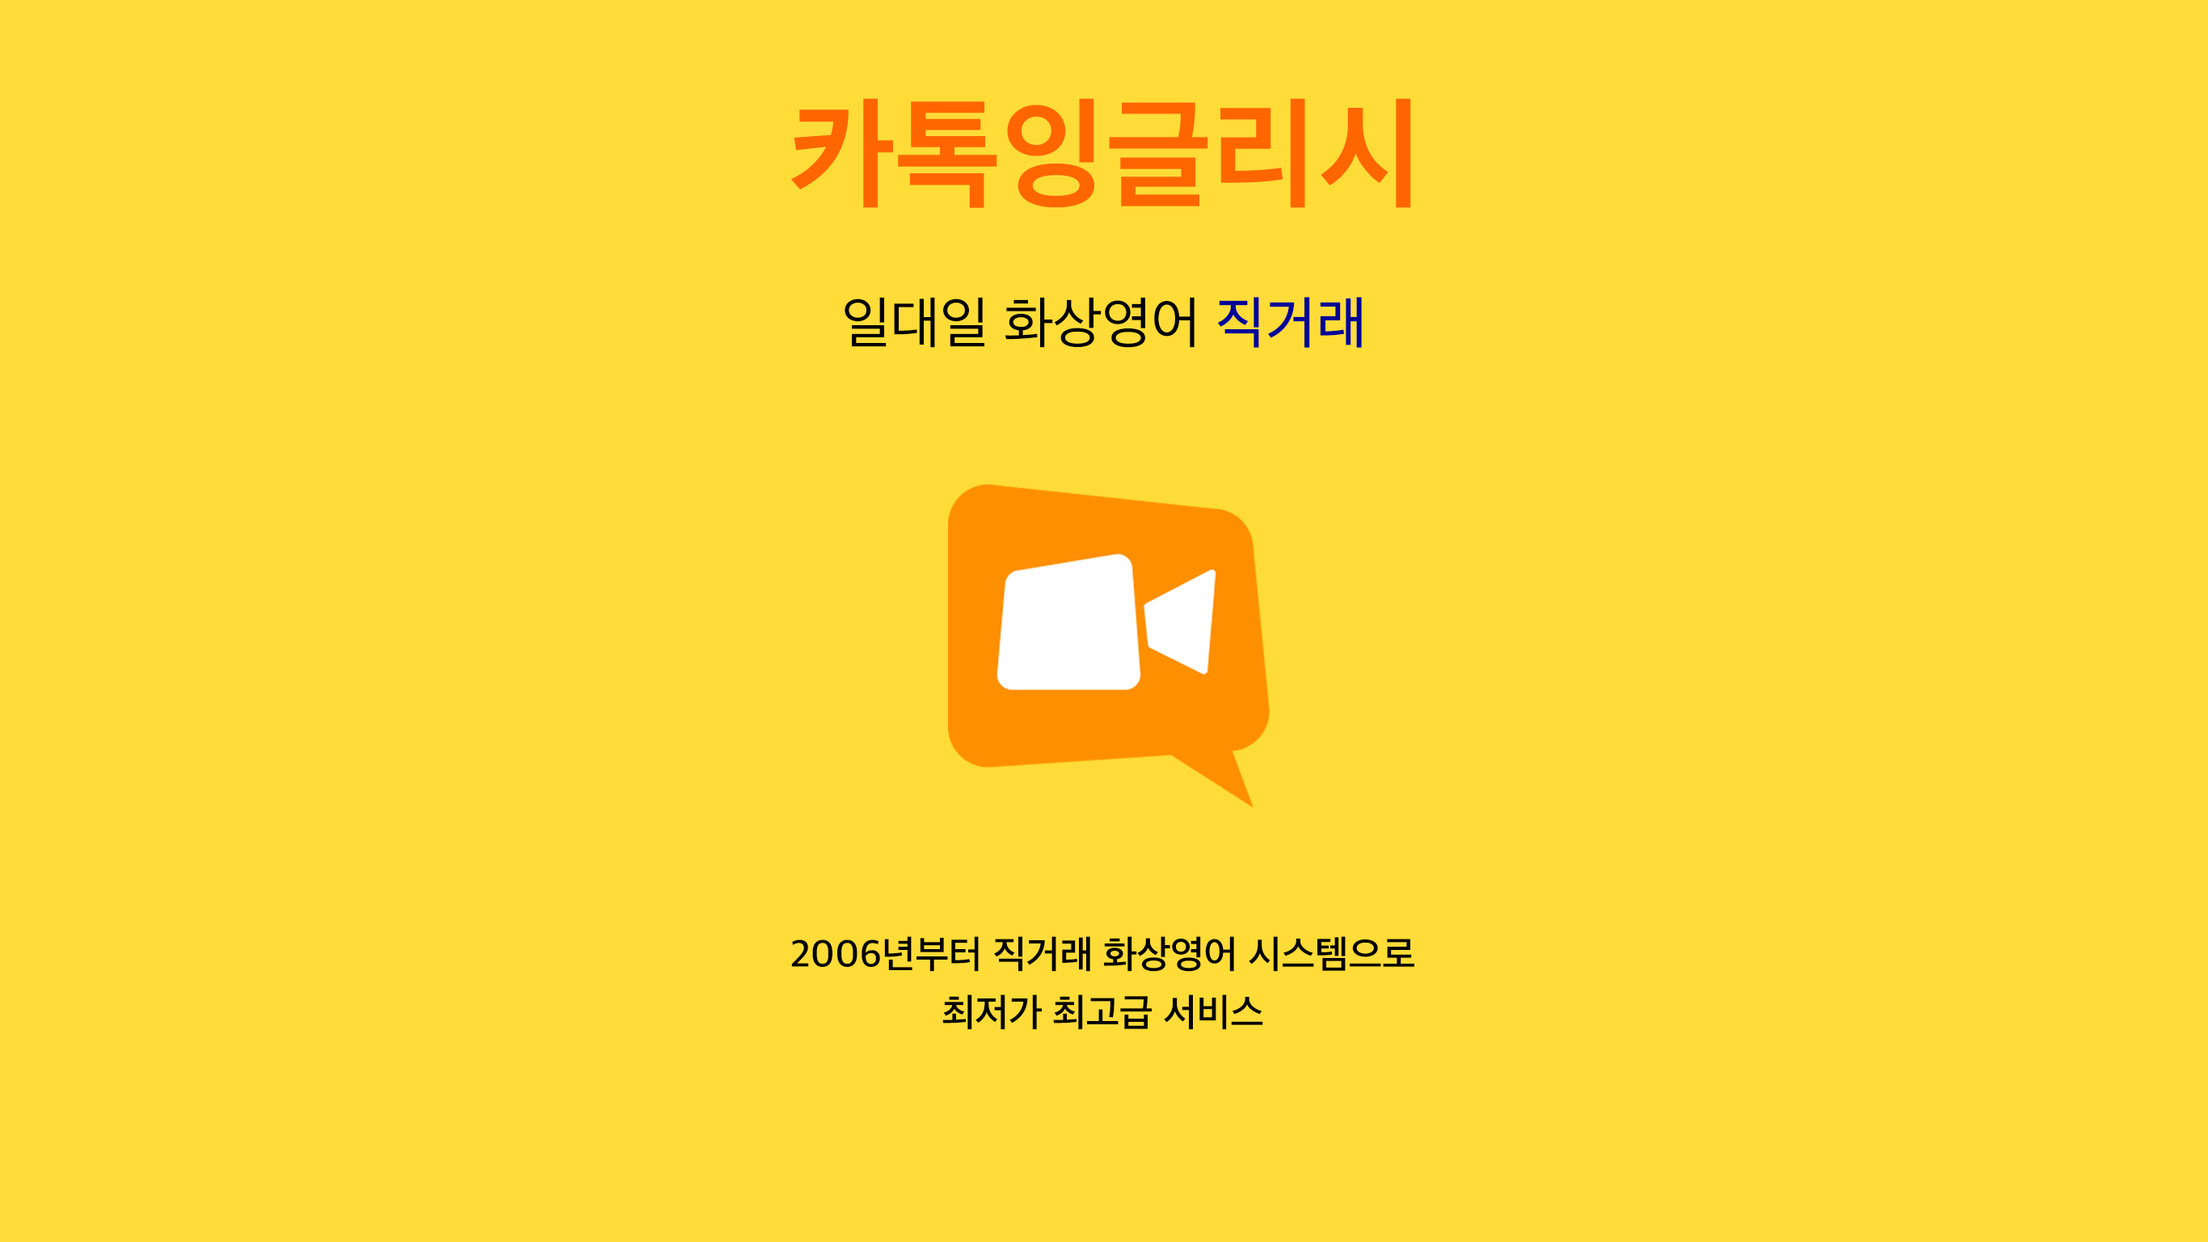 카톡잉글리시
일대일 화상영어 직거래
2006년부터 직거래 화상영어 시스템으로
최저가 최고급 서비스